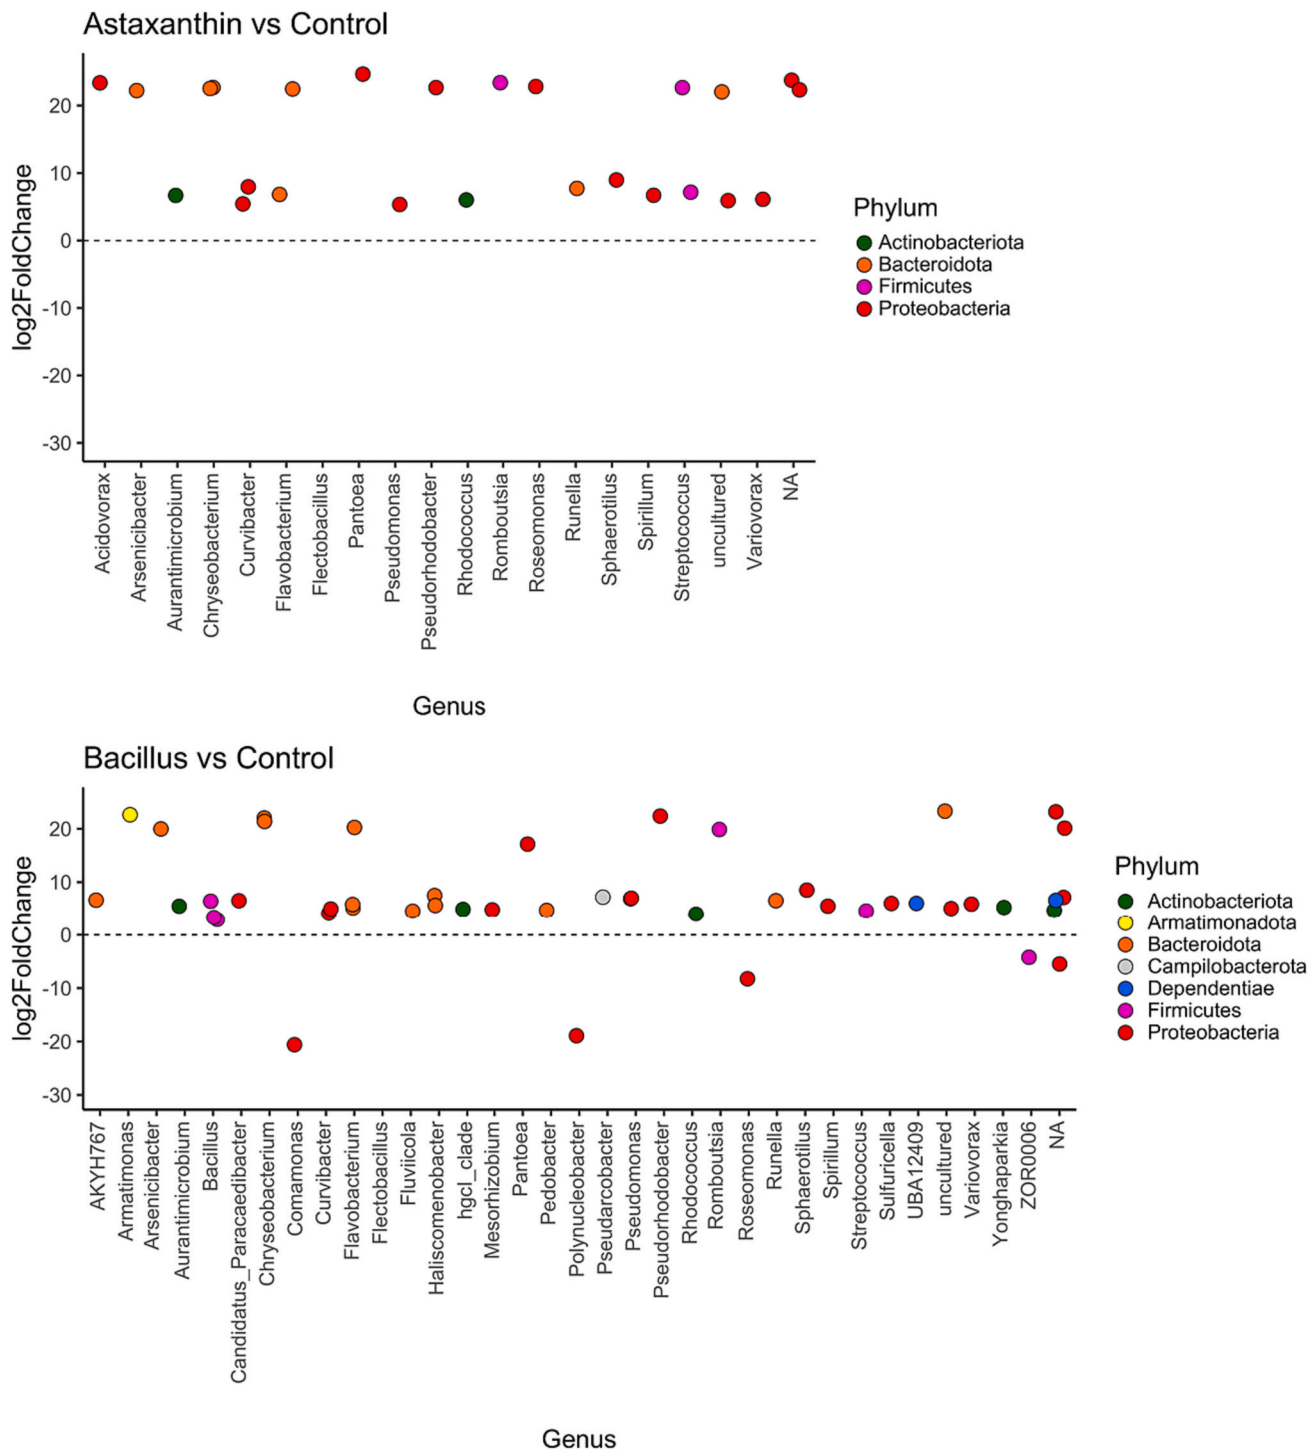 Astaxanthin vs Control
log2FoldChange
20
10
0
-10
-20
-30
Acidovorax
Arsenicibacter
Aurantimicrobium
Chryseobacterium
Curvibacter
Flavobacterium
Flectobacillus
Pantoea
Pseudomonas
Pseudorhodobacter
Rhodococcus
Romboutsia
Roseomonas
Runella
Sphaerotilus
Spirillum
Streptococcus
uncultured
Variovorax
NA
Genus
Phylum
Actinobacteriota
Bacteroidota
Firmicutes
Proteobacteria
Bacillus vs Control
log2FoldChange
20
10
0
-10
-20
-30
AKYH767
Armatimonas
Arsenicibacter
Aurantimicrobium
Bacillus
Candidatus_Paracaedibacter
Chryseobacterium
Comamonas
Curvibacter
Flavobacterium
Flectobacillus
Fluviicola
Haliscomenobacter
hgcI_clade
Mesorhizobium
Pantoea
Pedobacter
Polynucleobacter
Pseudarcobacter
Pseudomonas
Pseudorhodobacter
Rhodococcus
Romboutsia
Roseomonas
Runella
Sphaerotilus
Spirillum
Streptococcus
Sulfuricella
UBA12409
uncultured
Variovorax
Yonghaparkia
ZOR0006
NA
Genus
Phylum
Actinobacteriota
Armatimonadota
Bacteroidota
Campilobacterota
Dependentiae
Firmicutes
Proteobacteria